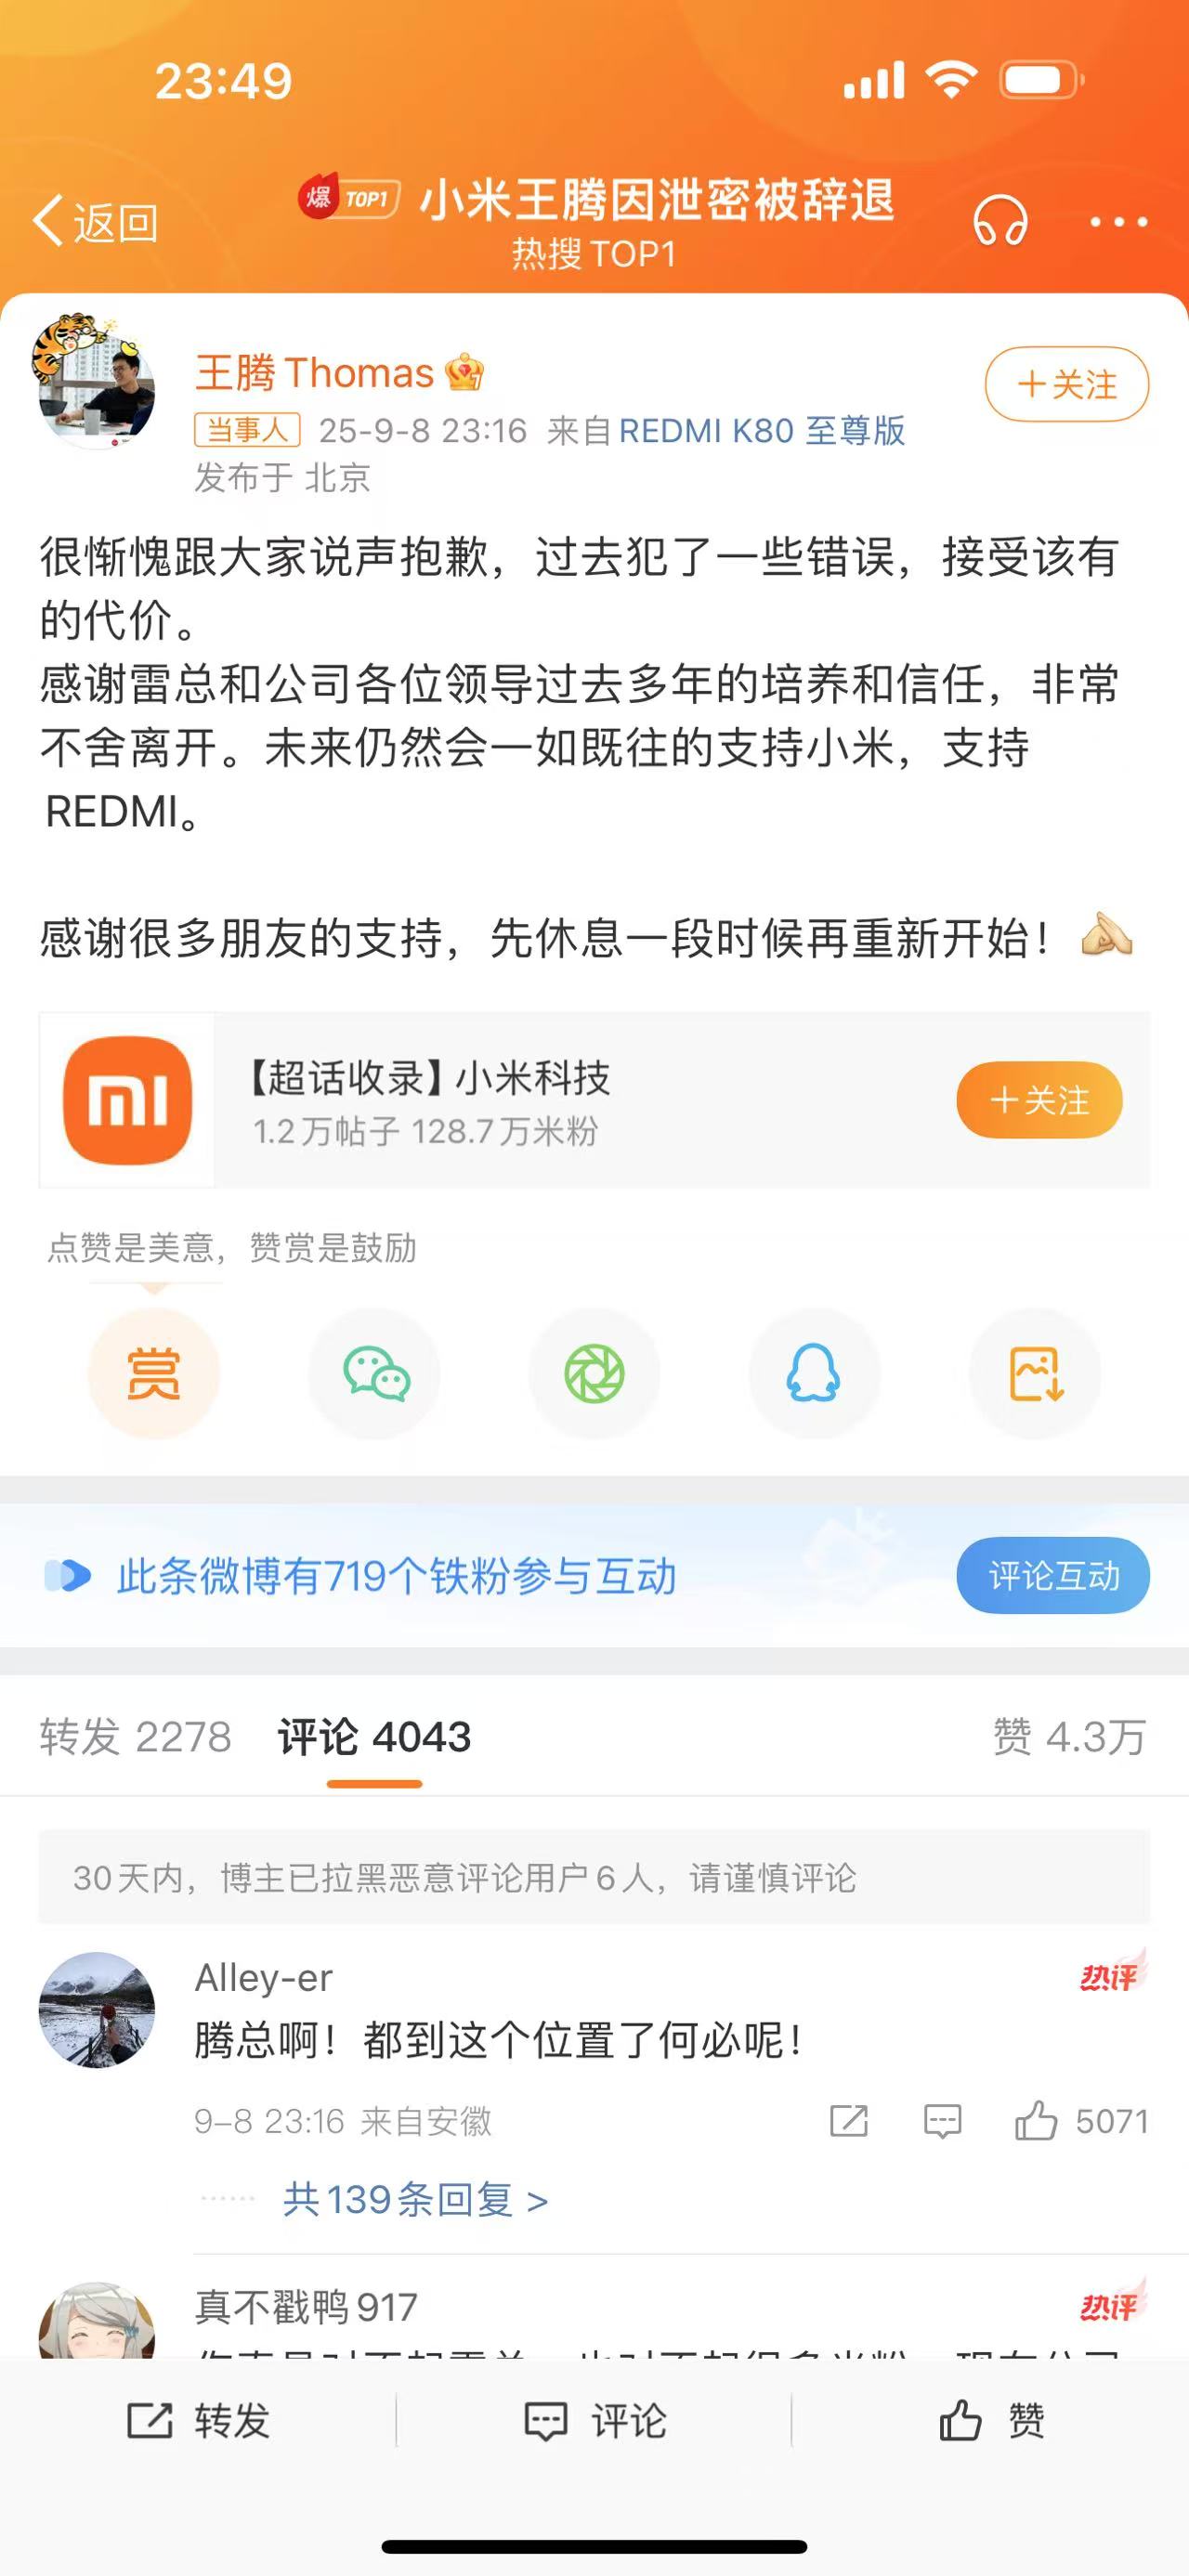 23:49
返回
爆 TOP1 小米王腾因泄密被辞退
热搜 TOP1
王腾Thomas
+关注
当事人 25-9-8 23:16 来自 REDMI K80 至尊版
发布于 北京
很惭愧跟大家说声抱歉，过去犯了一些错误，接受该有
的代价。
感谢雷总和公司各位领导过去多年的培养和信任，非常
不舍离开。未来仍然会一如既往的支持小米，支持
REDMI。
感谢很多朋友的支持，先休息一段时候再重新开始！🙏
mi
【超话收录】小米科技
1.2万帖子 128.7万米粉
+关注
点赞是美意，赞赏是鼓励
赏
此条微博有719个铁粉参与互动
评论互动
转发 2278 评论 4043 赞 4.3万
30天内，博主已拉黑恶意评论用户6人，请谨慎评论
Alley-er
热评
腾总啊！都到这个位置了何必呢！
9-8 23:16 来自安徽
5071
共139条回复 >
真不戳鸭917
热评
转发
评论
赞